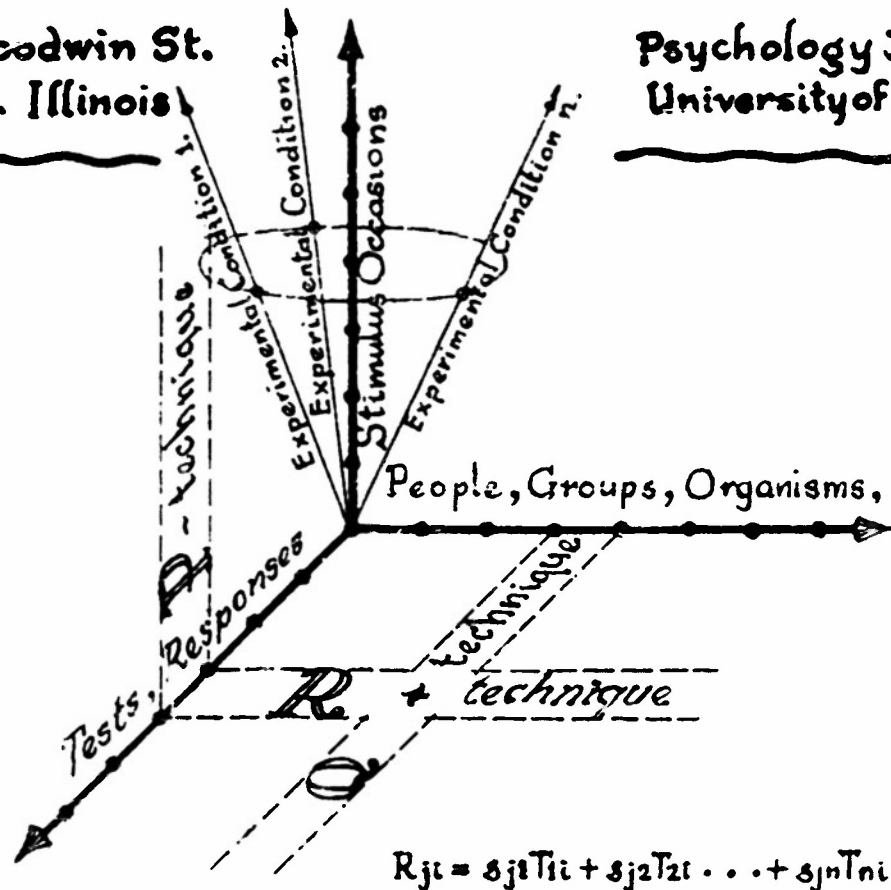 St.
Illinois
Psychology
University of
Experimental Condition 1.
Experimental Condition 2.
Stimulus Occasions
Experimental Condition n.
People, Groups, Organisms,
P - technique
Tests, Responses
R + technique
Q technique
Rji = sj1T1i + sj2T2i . . . + sjnTni